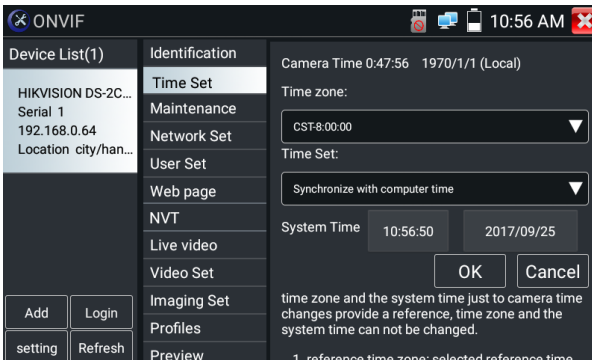 ONVIF
10:56 AM
Device List(1)
HIKVISION DS-2C...
Serial 1
192.168.0.64
Location city/han...
Add
Login
setting
Refresh
Identification
Time Set
Maintenance
Network Set
User Set
Web page
NVT
Live video
Video Set
Imaging Set
Profiles
Preview
Camera Time 0:47:56 1970/1/1 (Local)
Time zone:
CST-8:00:00
Time Set:
Synchronize with computer time
System Time 10:56:50 2017/09/25
OK Cancel
time zone and the system time just to camera time
changes provide a reference, time zone and the
system time can not be changed.
1. reference time zone: selected reference time